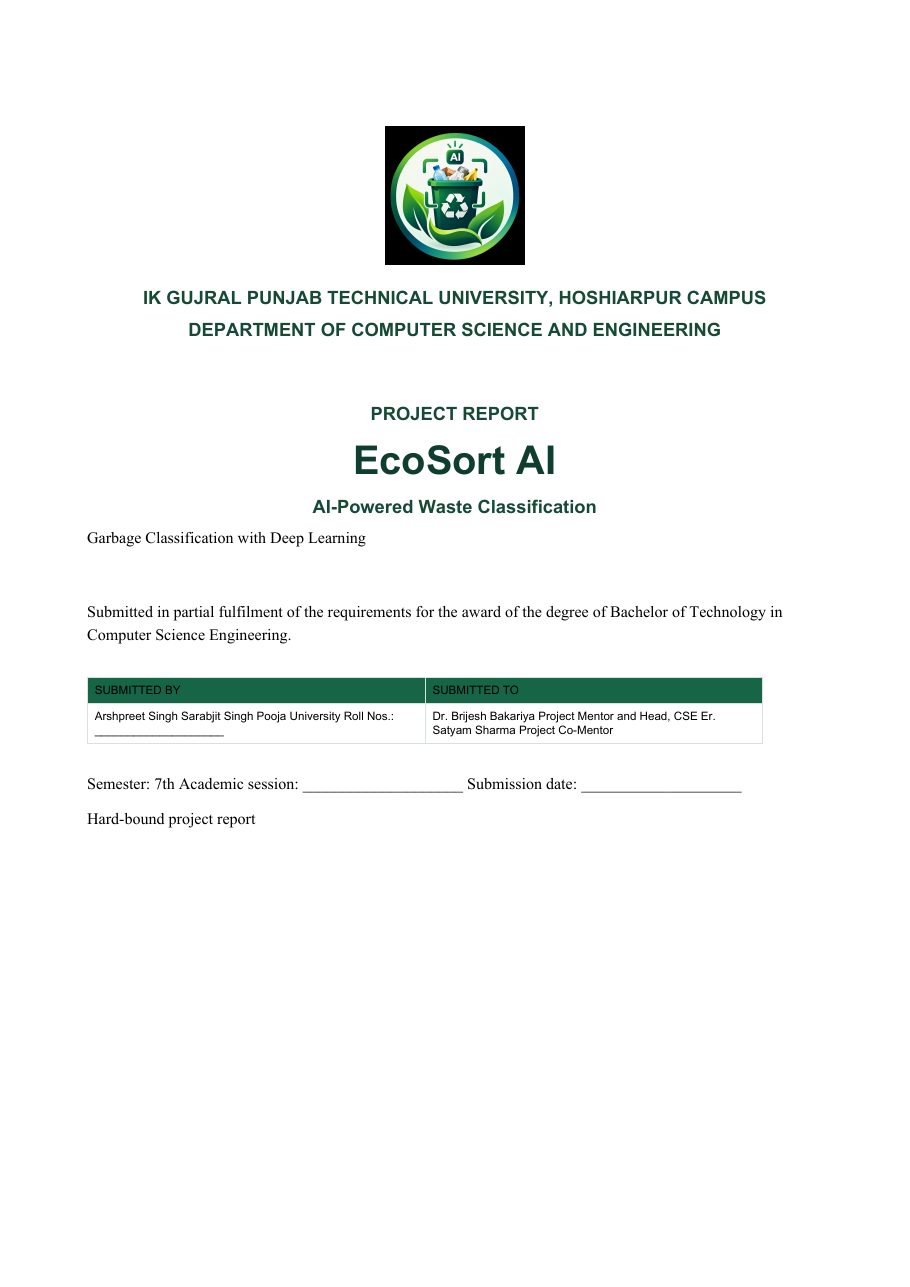 AI
IK GUJRAL PUNJAB TECHNICAL UNIVERSITY, HOSHIARPUR CAMPUS
DEPARTMENT OF COMPUTER SCIENCE AND ENGINEERING
PROJECT REPORT
EcoSort AI
AI-Powered Waste Classification
Garbage Classification with Deep Learning
Submitted in partial fulfilment of the requirements for the award of the degree of Bachelor of Technology in
Computer Science Engineering.
SUBMITTED BY
Arshpreet Singh Sarabjit Singh Pooja University Roll Nos.:
____________________
SUBMITTED TO
Dr. Brijesh Bakariya Project Mentor and Head, CSE Er.
Satyam Sharma Project Co-Mentor
Semester: 7th Academic session: ____________________ Submission date: ____________________
Hard-bound project report